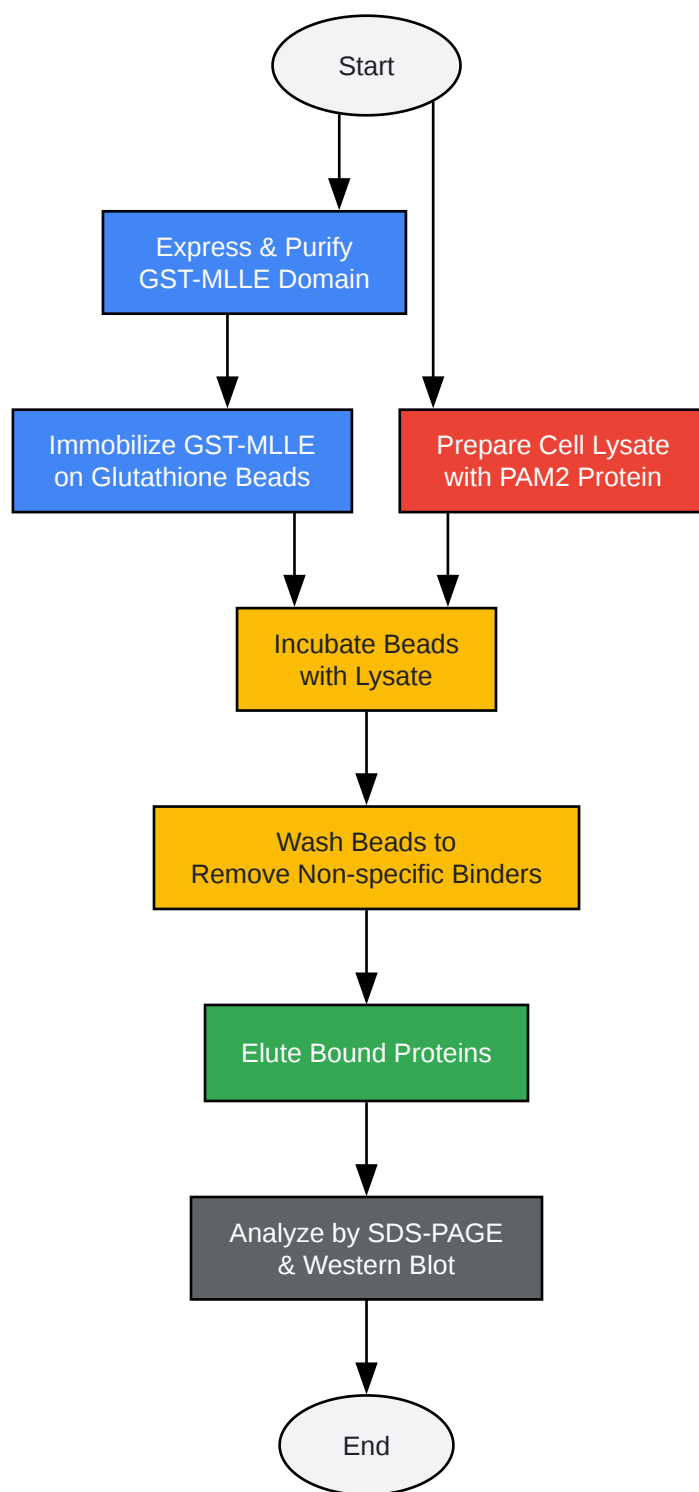 Start
Express & Purify
GST-MLLE Domain
Immobilize GST-MLLE
on Glutathione Beads
Prepare Cell Lysate
with PAM2 Protein
Incubate Beads
with Lysate
Wash Beads to
Remove Non-specific Binders
Elute Bound Proteins
Analyze by SDS-PAGE
& Western Blot
End